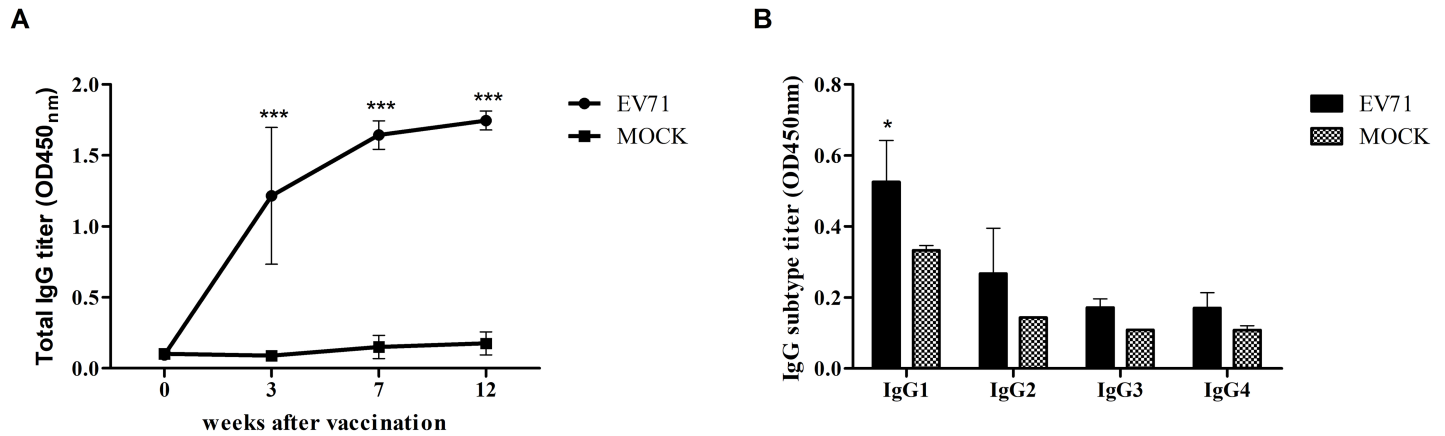 A
Total IgG titer (OD450nm)
2.0
1.5
1.0
0.5
0.0
***
***
***
0 3 7 12
weeks after vaccination
EV71
MOCK
B
IgG subtype titer (OD450nm)
0.8
0.6
0.4
0.2
0.0
*
IgG1 IgG2 IgG3 IgG4
EV71
MOCK